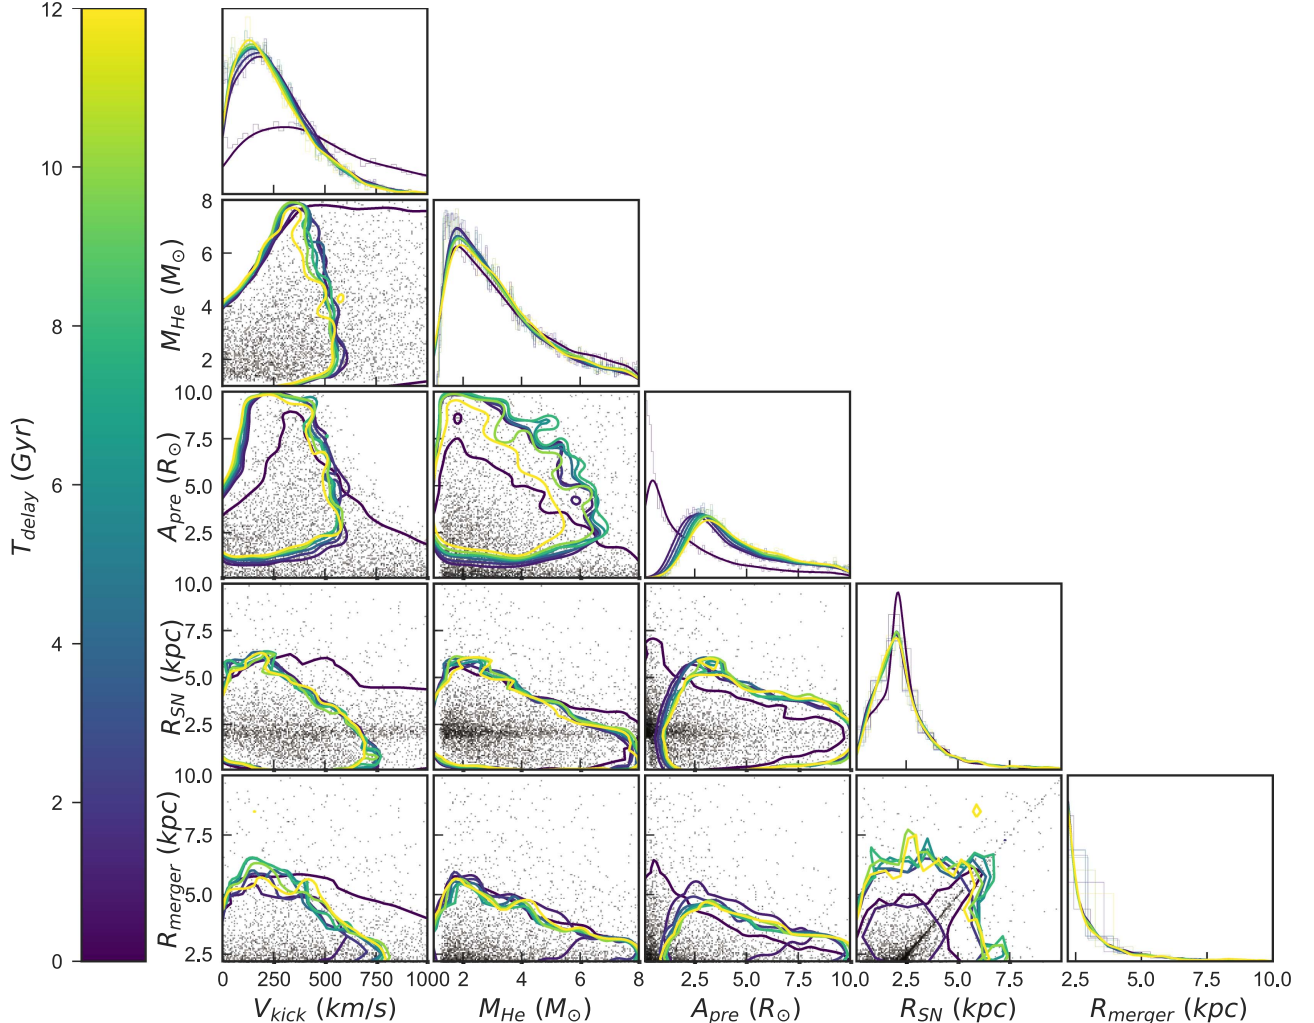 12
10
8
6
4
2
0
T_delay (Gyr)
8
6
4
2
M_He (M_⊙)
10.0
7.5
5.0
2.5
A_pre (R_⊙)
10.0
7.5
5.0
2.5
R_SN (kpc)
10.0
7.5
5.0
2.5
R_merger (kpc)
0 250 500 750 1000
2 4 6 8
2.5 5.0 7.5 10.0
0.0 2.5 5.0 7.5
2.5 5.0 7.5 10.0
V_kick (km/s) M_He (M_⊙) A_pre (R_⊙) R_SN (kpc) R_merger (kpc)